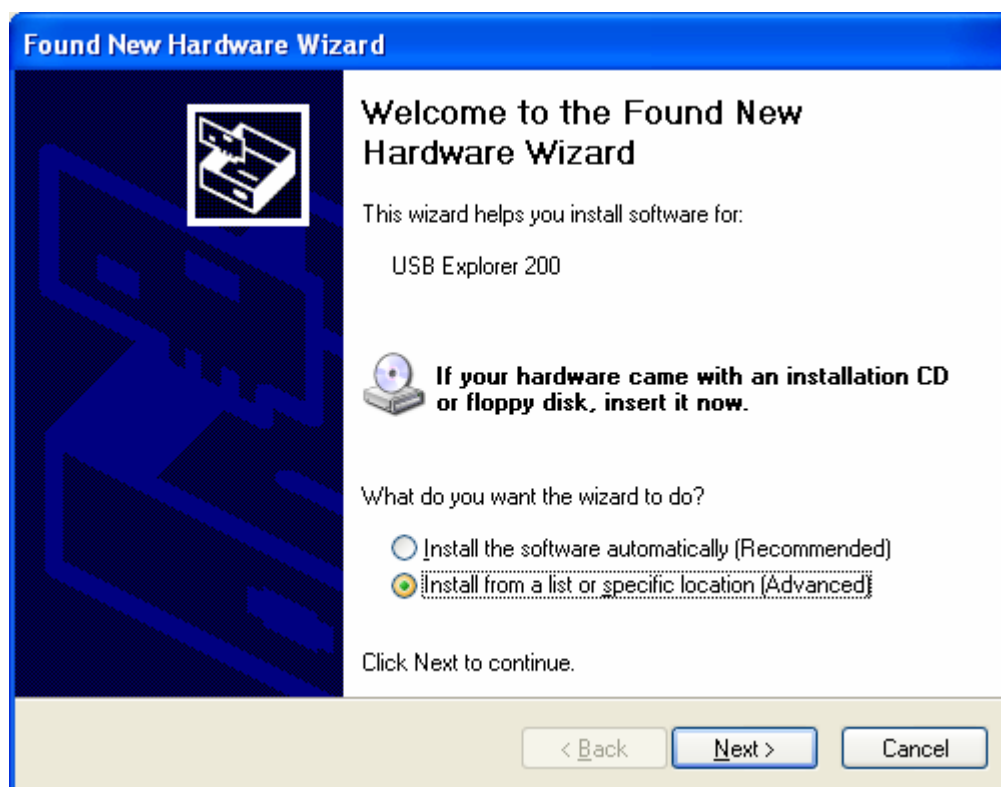 Found New Hardware Wizard
Welcome to the Found New
Hardware Wizard
This wizard helps you install software for:
USB Explorer 200
If your hardware came with an installation CD
or floppy disk, insert it now.
What do you want the wizard to do?
Install the software automatically (Recommended)
Install from a list or specific location (Advanced)
Click Next to continue.
< Back Next > Cancel